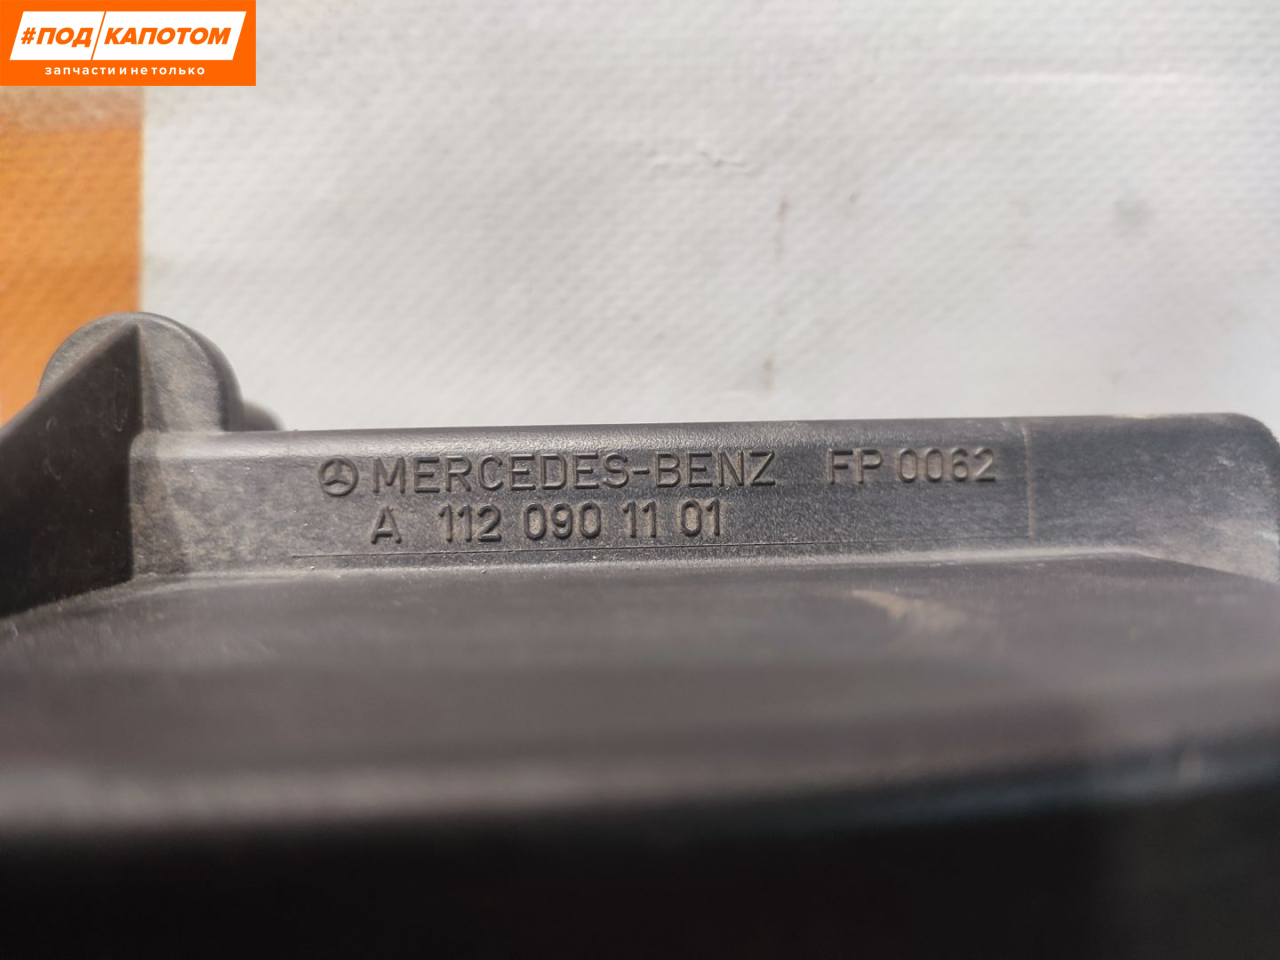 #ПОД КАПОТОМ
запчасти и не только
MERCEDES-BENZ FP 0062
A 112 090 11 01